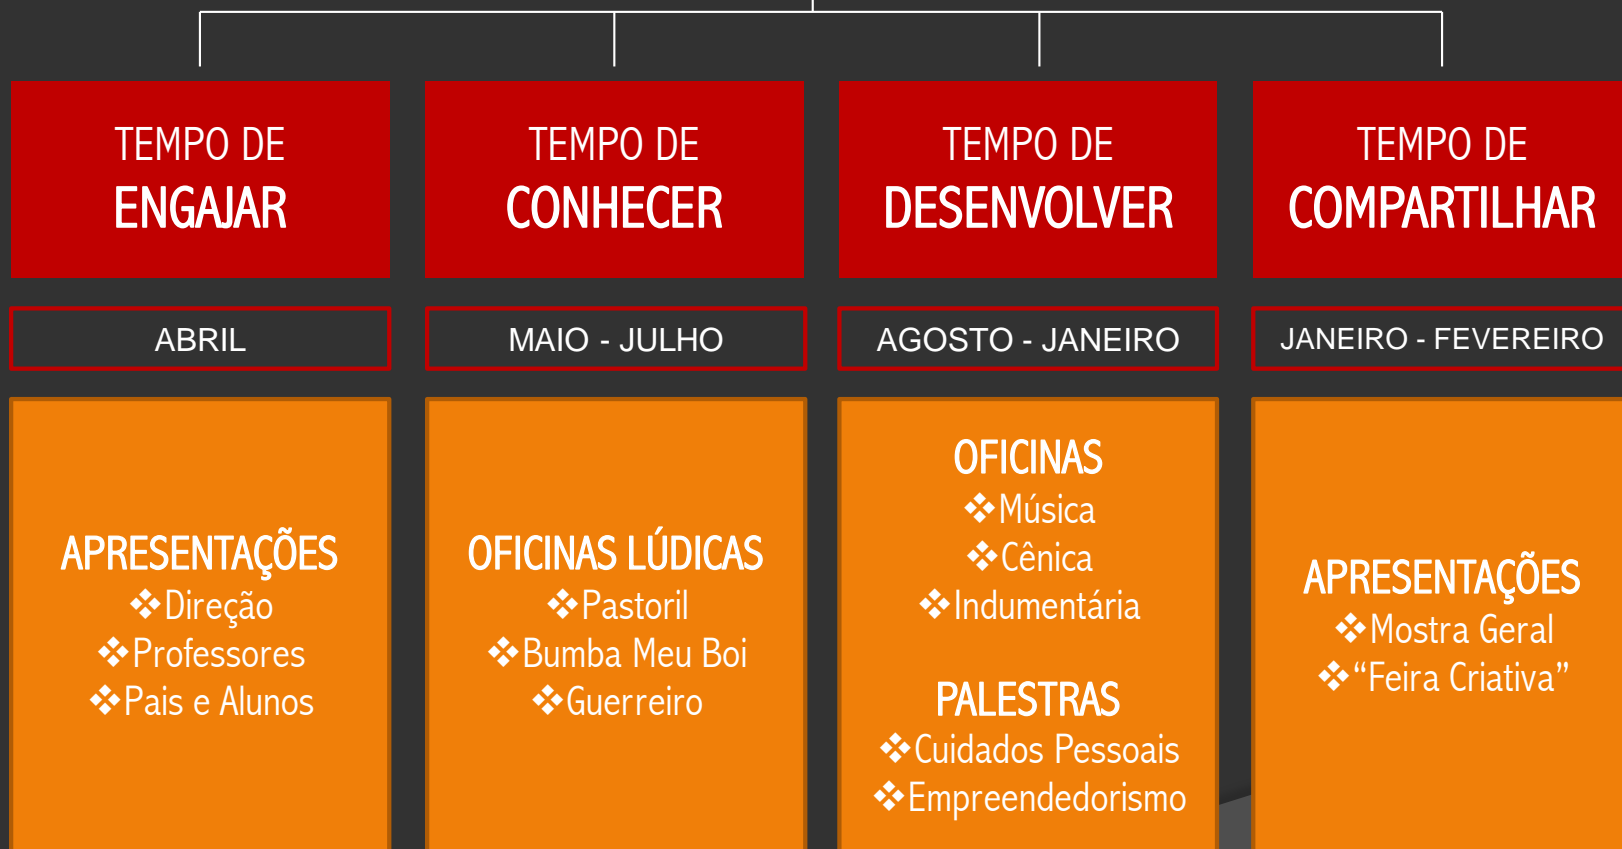 TEMPO DE
ENGAJAR
ABRIL
APRESENTAÇÕES
❖Direção
❖Professores
❖Pais e Alunos
TEMPO DE
CONHECER
MAIO - JULHO
OFICINAS LÚDICAS
❖Pastoril
❖Bumba Meu Boi
❖Guerreiro
TEMPO DE
DESENVOLVER
AGOSTO - JANEIRO
OFICINAS
❖Música
❖Cênica
❖Indumentária
PALESTRAS
❖Cuidados Pessoais
❖Empreendedorismo
TEMPO DE
COMPARTILHAR
JANEIRO - FEVEREIRO
APRESENTAÇÕES
❖Mostra Geral
❖“Feira Criativa”